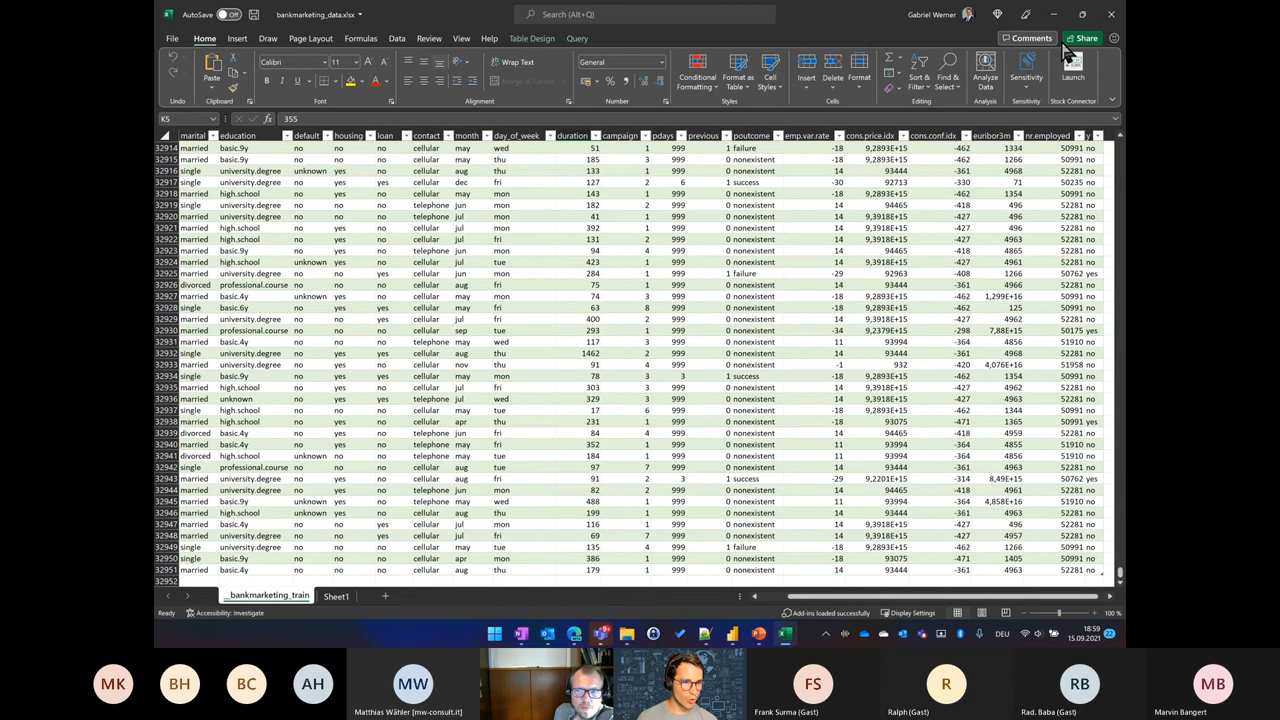 AutoSave Off bankmarketing_data.xlsx Search (Alt+Q) Gabriel Werner
File Home Insert Draw Page Layout Formulas Data Review View Help Table Design Query Comments Share
Calibri 11 Wrap Text General
Paste Merge & Center Conditional Formatting Format as Table Cell Styles Insert Delete Format Sort & Filter Find & Select Analyze Data Sensitivity Launch
Undo Clipboard Font Alignment Number Styles Cells Editing Analysis Sensitivity Stock Connector
K5 355
marital education default housing loan contact month day_of_week duration campaign pdays previous poutcome emp.var.rate cons.price.idx cons.conf.idx euribor3m nr.employed y
32914 married basic.9y no no no cellular may wed 51 1 999 1 failure -18 9,2893E+15 -462 1334 50991 no
32915 married basic.9y no yes no cellular may thu 185 3 999 0 nonexistent -18 9,2893E+15 -462 1266 50991 no
32916 single university.degree unknown yes no cellular aug thu 133 1 999 0 nonexistent 14 93444 -361 4968 52281 no
32917 single university.degree no yes yes cellular dec fri 127 2 6 1 success -30 92713 -330 71 50235 no
32918 married high.school no yes no cellular may mon 143 1 999 0 nonexistent -18 9,2893E+15 -462 1354 50991 no
32919 single university.degree no no no telephone jun mon 182 2 999 0 nonexistent 14 94465 -418 496 52281 no
32920 married university.degree no no no telephone jul mon 41 1 999 0 nonexistent 14 9,3918E+15 -427 496 52281 no
32921 married high.school no yes no cellular jul mon 392 1 999 0 nonexistent 14 9,3918E+15 -427 496 52281 no
32922 married high.school no no no cellular jul fri 131 2 999 0 nonexistent 14 9,3918E+15 -427 4963 52281 no
32923 married basic.9y no no no telephone jun mon 94 4 999 0 nonexistent 14 94465 -418 4865 52281 no
32924 married high.school unknown no no cellular jul thu 423 1 999 0 nonexistent 14 9,3918E+15 -427 4961 52281 no
32925 married university.degree no no yes cellular jun mon 284 1 999 1 failure -29 92963 -408 1266 50762 yes
32926 divorced professional.course no no no cellular aug fri 75 1 999 0 nonexistent 14 93444
32927 married basic.4y unknown yes no cellular may mon 74 3 999 0 nonexistent -18 9,2893E+15 -462 1,299E+16 50991 no
32928 single basic.6y no yes no cellular may fri 63 8 999 0 nonexistent -18 9,2893E+15 -462 125 50991 no
32929 married university.degree no no yes cellular jul fri 400 2 999 0 nonexistent 14 9,3918E+15 -427 4962 52281 no
32930 married professional.course no no no cellular sep tue 293 1 999 0 nonexistent -34 9,2379E+15 -298 7,88E+15 50175 yes
32931 married basic.4y no no no telephone may wed 117 3 999 0 nonexistent 11 93994 -364 4856 51910 no
32932 single university.degree no yes yes cellular aug thu 1462 2 999 0 nonexistent 14 93444 -361 4968 52281 no
32933 married university.degree no no no cellular nov thu 91 4 999 0 nonexistent -1 932 -420 4,076E+16 51958 no
32934 single basic.9y no yes yes cellular may mon 78 3 3 1 success -18 9,2893E+15 -462 1354 50991 no
32935 married high.school no no no cellular jul thu 303 3 999 0 nonexistent 14 9,3918E+15 -427 4962 52281 no
32936 married unknown no no no telephone jul wed 329 3 999 0 nonexistent 14 9,3918E+15 -427 4962 52281 no
32937 single high.school no no no cellular may tue 17 6 999 0 nonexistent -18 9,2893E+15 -462 1344 50991 no
32938 married high.school no no no cellular apr thu 231 1 999 0 nonexistent -18 93075 -471 1365 50991 yes
32939 divorced basic.4y no no no telephone jun fri 84 4 999 0 nonexistent 14 94465 -418 4959 52281 no
32940 married basic.4y no no no telephone may fri 352 1 999 0 nonexistent 11 93994 -364 4855 51910 no
32941 divorced high.school unknown no no telephone may tue 184 1 999 0 nonexistent 11 93994 -364 4856 51910 no
32942 single professional.course no no no cellular aug tue 97 7 999 0 nonexistent 14 93444 -361 4963 52281 no
32943 married university.degree no no no cellular aug fri 91 2 3 1 success -29 9,2201E+15 -314 8,49E+15 50762 yes
32944 married university.degree no no no telephone jun mon 82 2 999 0 nonexistent 14 94465 -418 4961 52281 no
32945 married basic.9y unknown no no telephone may wed 488 1 999 0 nonexistent 11 93994 -364 4,858E+16 51910 no
32946 married high.school unknown no no cellular aug thu 199 1 999 0 nonexistent 14 93444 -361 4964 52281 no
32947 married basic.4y no no yes cellular jul mon 116 1 999 0 nonexistent 14 9,3918E+15 -427 496 52281 no
32948 married university.degree no no yes cellular jul thu 69 7 999 0 nonexistent 14 9,3918E+15 -427 4957 52281 no
32949 single university.degree no no no cellular may tue 135 4 999 1 failure -18 9,2893E+15 -462 1291 50991 no
32950 single basic.9y no no no cellular apr mon 386 1 999 0 nonexistent -18 93075 -471 1405 50991 no
32951 married basic.4y no no no cellular aug thu 179 1 999 0 nonexistent 14 93444 -361 4963 52281 no
32952
__bankmarketing_train Sheet1
Ready Accessibility: Investigate Add-ins loaded successfully Display Settings 100 %
DEU 18:59
15.09.2021 22
MK BH BC AH MW FS R RB MB
Matthias Wähler [mw-consult.it] Frank Surma (Gast) Ralph (Gast) Rad. Baba (Gast) Marvin Bangert